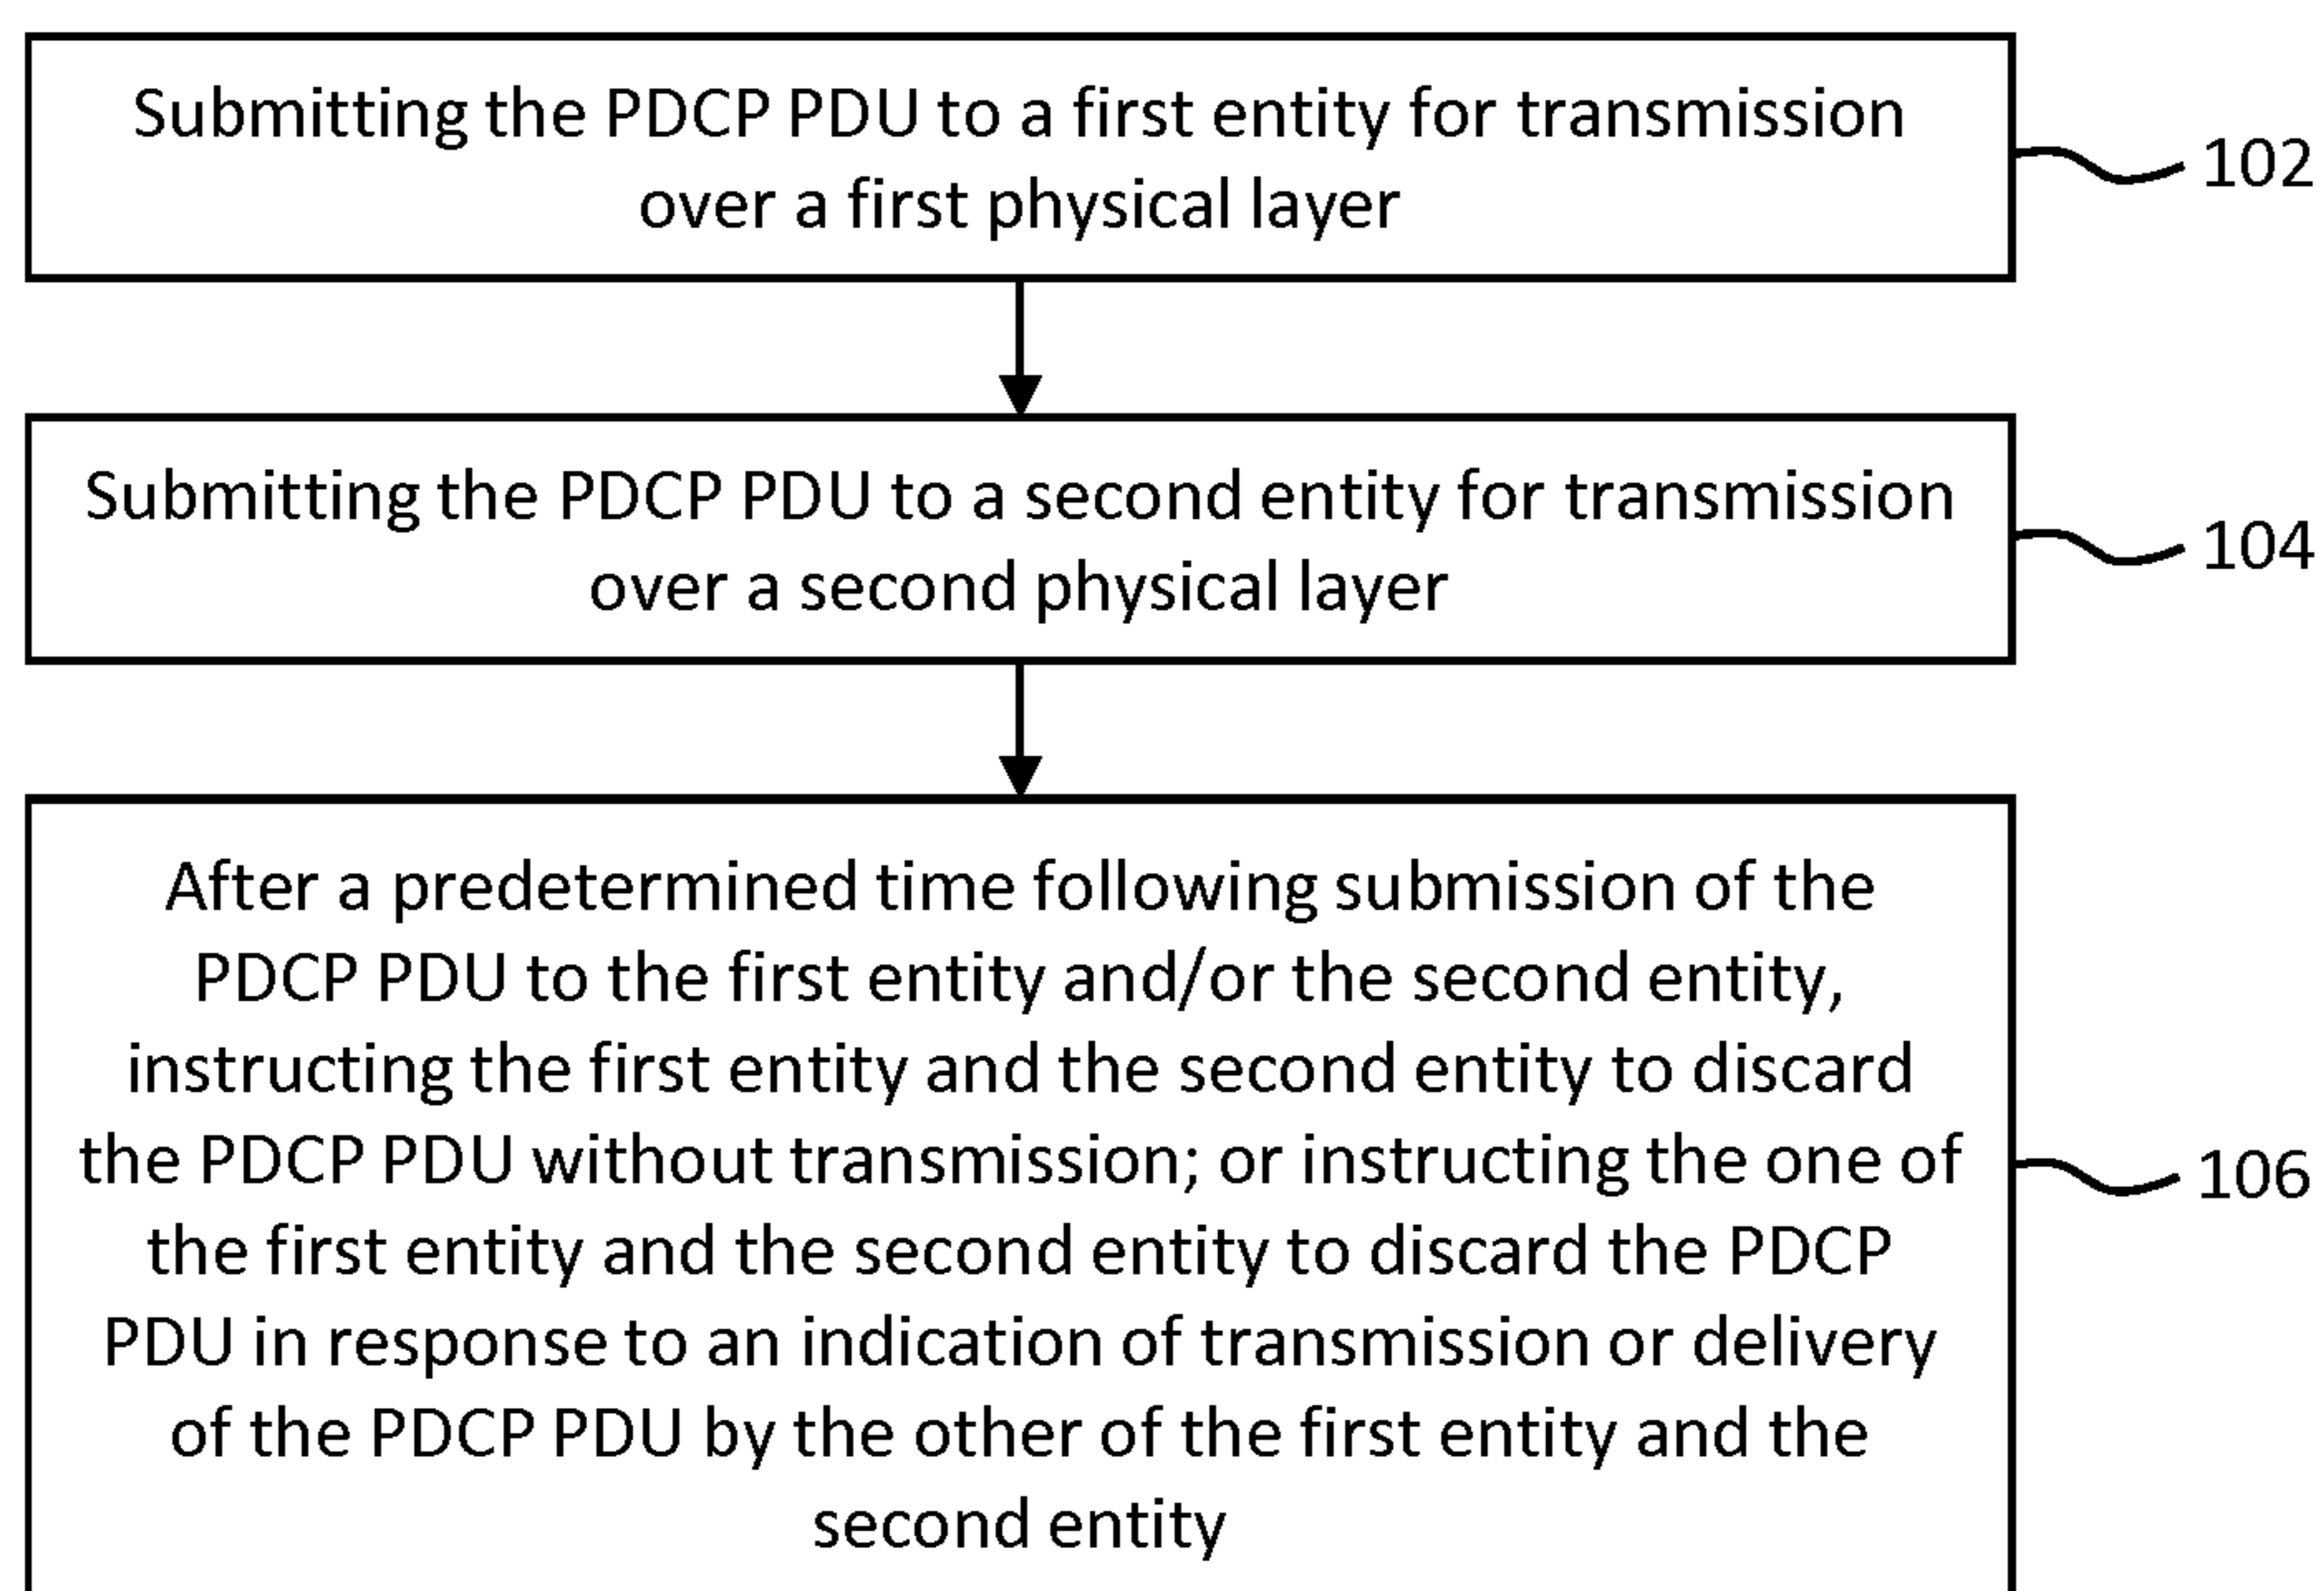 Submitting the PDCP PDU to a first entity for transmission
over a first physical layer
102
Submitting the PDCP PDU to a second entity for transmission
over a second physical layer
104
After a predetermined time following submission of the
PDCP PDU to the first entity and/or the second entity,
instructing the first entity and the second entity to discard
the PDCP PDU without transmission; or instructing the one of
the first entity and the second entity to discard the PDCP
PDU in response to an indication of transmission or delivery
of the PDCP PDU by the other of the first entity and the
second entity
106